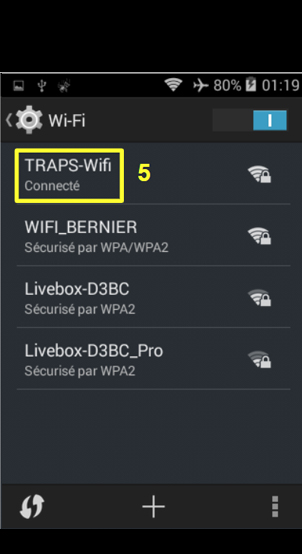 80% 01:19
Wi-Fi I
TRAPS-Wifi 5
Connecté
WIFI_BERNIER
Sécurisé par WPA/WPA2
Livebox-D3BC
Sécurisé par WPA2
Livebox-D3BC_Pro
Sécurisé par WPA2